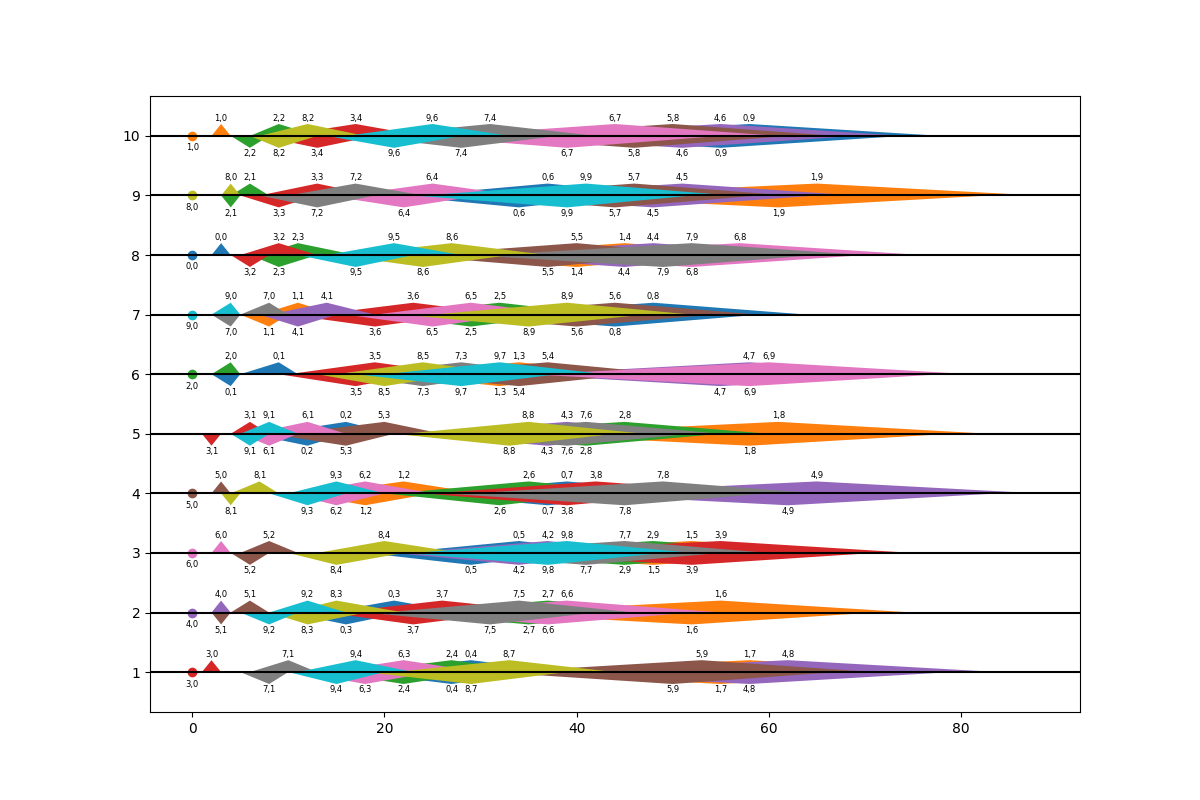 1,0 2,2 8,2 3,4 9,6 7,4 6,7 5,8 4,6 0,9
10
1,0 2,2 8,2 3,4 9,6 7,4 6,7 5,8 4,6 0,9
8,0 2,1 3,3 7,2 6,4 0,6 9,9 5,7 4,5 1,9
9
8,0 2,1 3,3 7,2 6,4 0,6 9,9 5,7 4,5 1,9
0,0 3,2 2,3 9,5 8,6 5,5 1,4 4,4 7,9 6,8
8
0,0 3,2 2,3 9,5 8,6 5,5 1,4 4,4 7,9 6,8
9,0 7,0 1,1 4,1 3,6 6,5 2,5 8,9 5,6 0,8
7
9,0 7,0 1,1 4,1 3,6 6,5 2,5 8,9 5,6 0,8
2,0 0,1 3,5 8,5 7,3 9,7 1,3 5,4 4,7 6,9
6
2,0 0,1 3,5 8,5 7,3 9,7 1,3 5,4 4,7 6,9
3,1 9,1 6,1 0,2 5,3 8,8 4,3 7,6 2,8 1,8
5
3,1 9,1 6,1 0,2 5,3 8,8 4,3 7,6 2,8 1,8
5,0 8,1 9,3 6,2 1,2 2,6 0,7 3,8 7,8 4,9
4
5,0 8,1 9,3 6,2 1,2 2,6 0,7 3,8 7,8 4,9
6,0 5,2 8,4 0,5 4,2 9,8 7,7 2,9 1,5 3,9
3
6,0 5,2 8,4 0,5 4,2 9,8 7,7 2,9 1,5 3,9
4,0 5,1 9,2 8,3 0,3 3,7 7,5 2,7 6,6 1,6
2
4,0 5,1 9,2 8,3 0,3 3,7 7,5 2,7 6,6 1,6
3,0 7,1 9,4 6,3 2,4 0,4 8,7 5,9 1,7 4,8
1
3,0 7,1 9,4 6,3 2,4 0,4 8,7 5,9 1,7 4,8
0 20 40 60 80